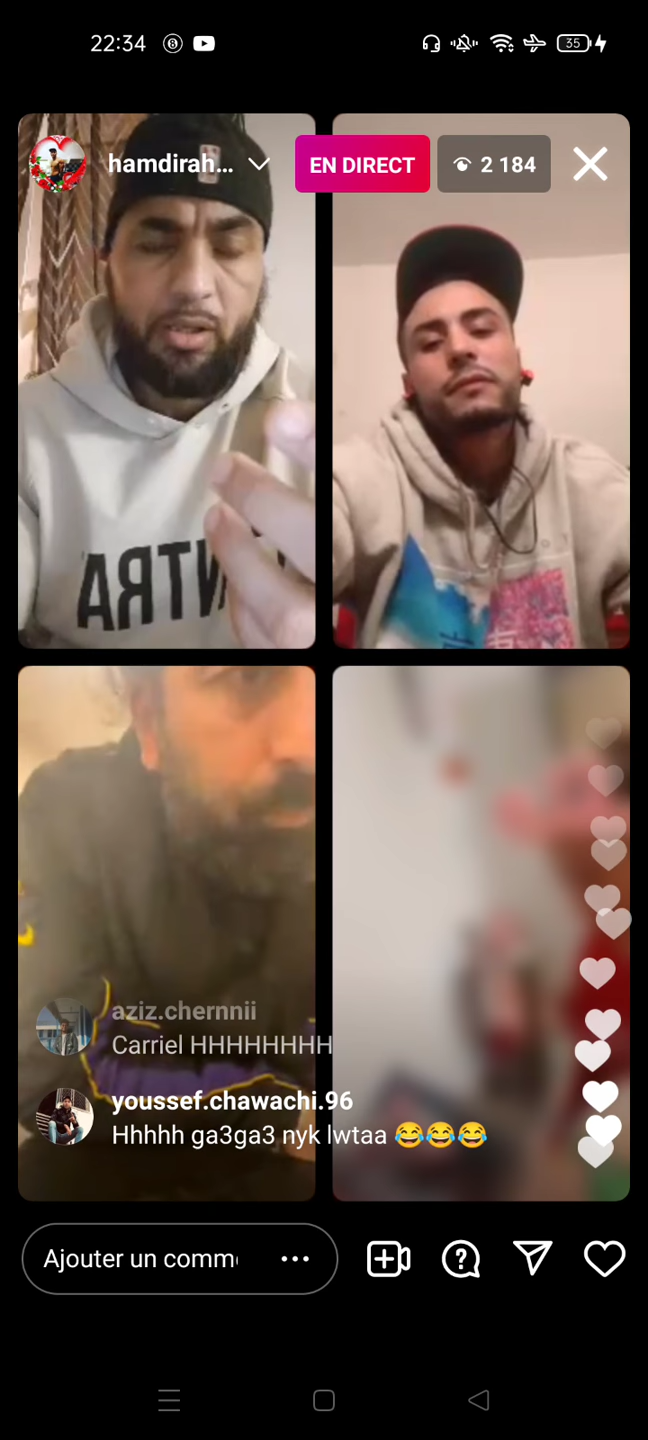 22:34
35
hamdirah...
EN DIRECT
2 184
aziz.chernnii
Carriel HHHHHHHH
youssef.chawachi.96
Hhhhh ga3ga3 nyk lwtaa 😂😂😂
Ajouter un comm